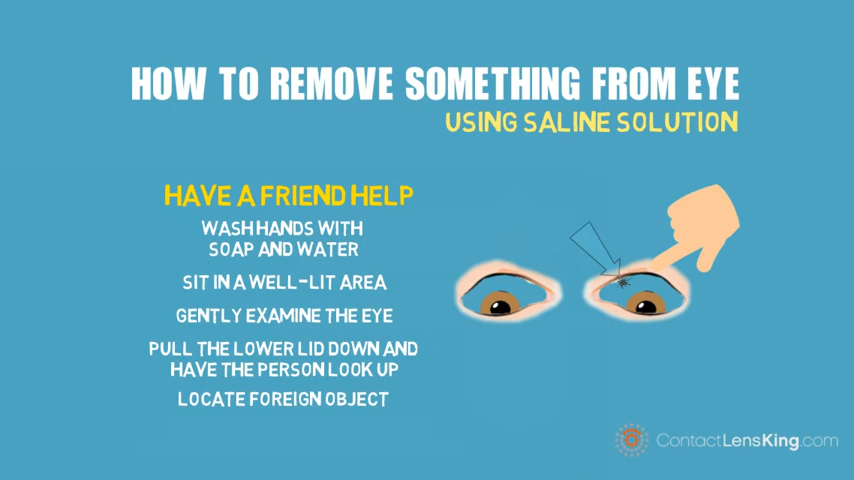 HOW TO REMOVE SOMETHING FROM EYE
USING SALINE SOLUTION
HAVE A FRIEND HELP
WASH HANDS WITH
SOAP AND WATER
SIT IN A WELL-LIT AREA
GENTLY EXAMINE THE EYE
PULL THE LOWER LID DOWN AND
HAVE THE PERSON LOOK UP
LOCATE FOREIGN OBJECT
ContactLensKing.com